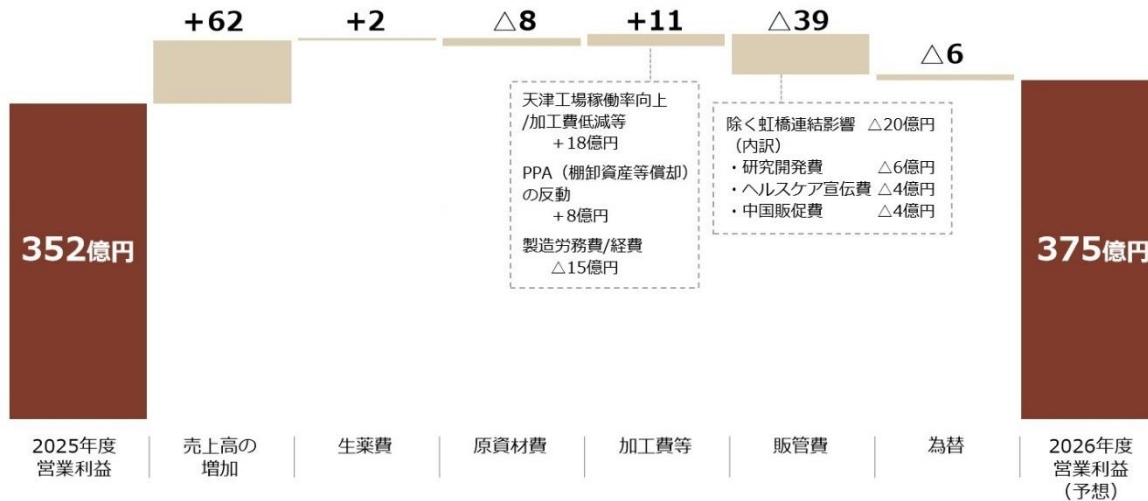 +62
+2
△8
+11
△39
△6
天津工場稼働率向上
/加工費低減等
+18億円
PPA（棚卸資産等償却）
の反動
+8億円
製造労務費/経費
△15億円
除く虹橋連結影響 △20億円
（内訳）
・研究開発費 △6億円
・ヘルスケア宣伝費 △4億円
・中国販促費 △4億円
352億円
375億円
2025年度
営業利益
売上高の
増加
生薬費
原資材費
加工費等
販管費
為替
2026年度
営業利益
（予想）